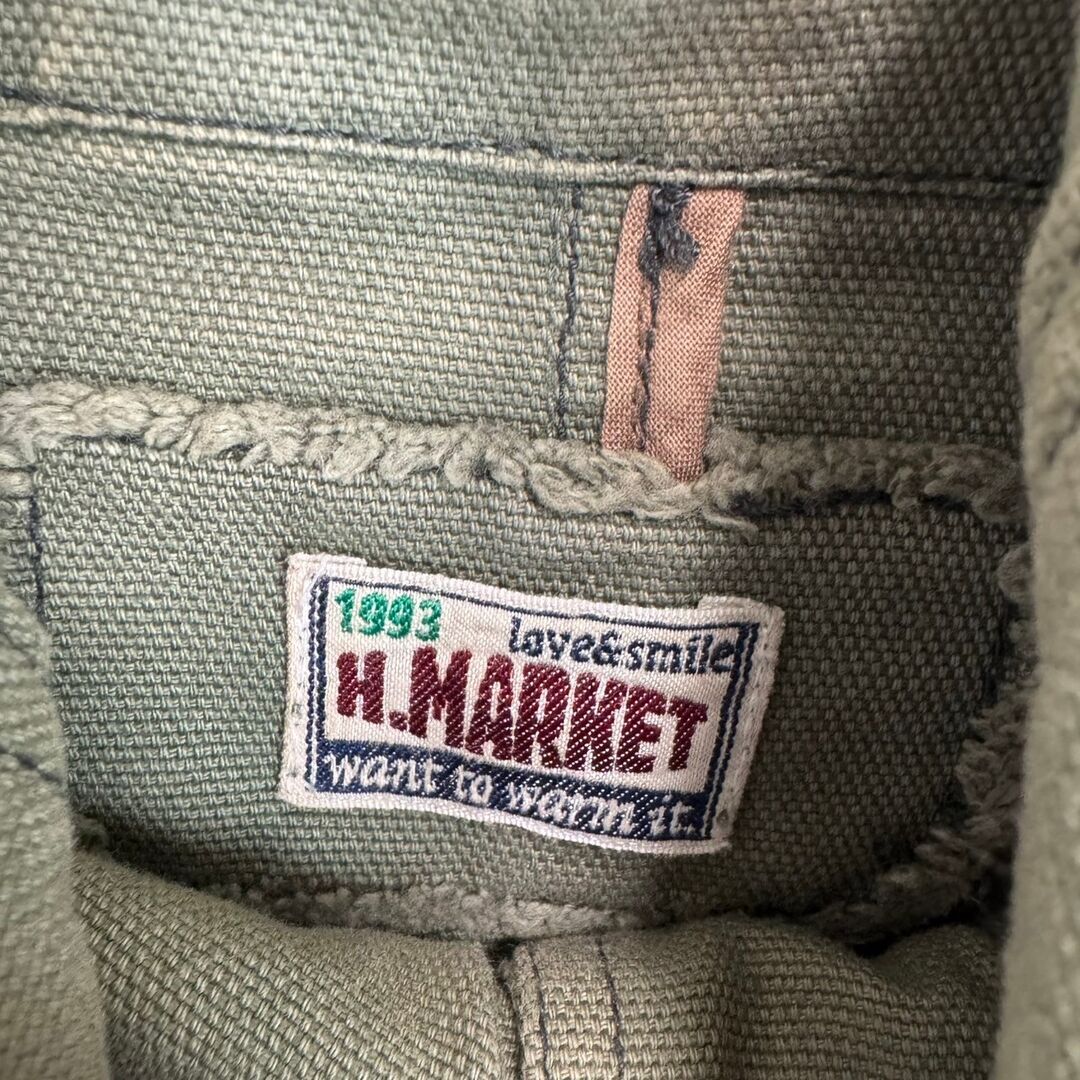 1993
love&smile
H.MARKET
want to warm it.